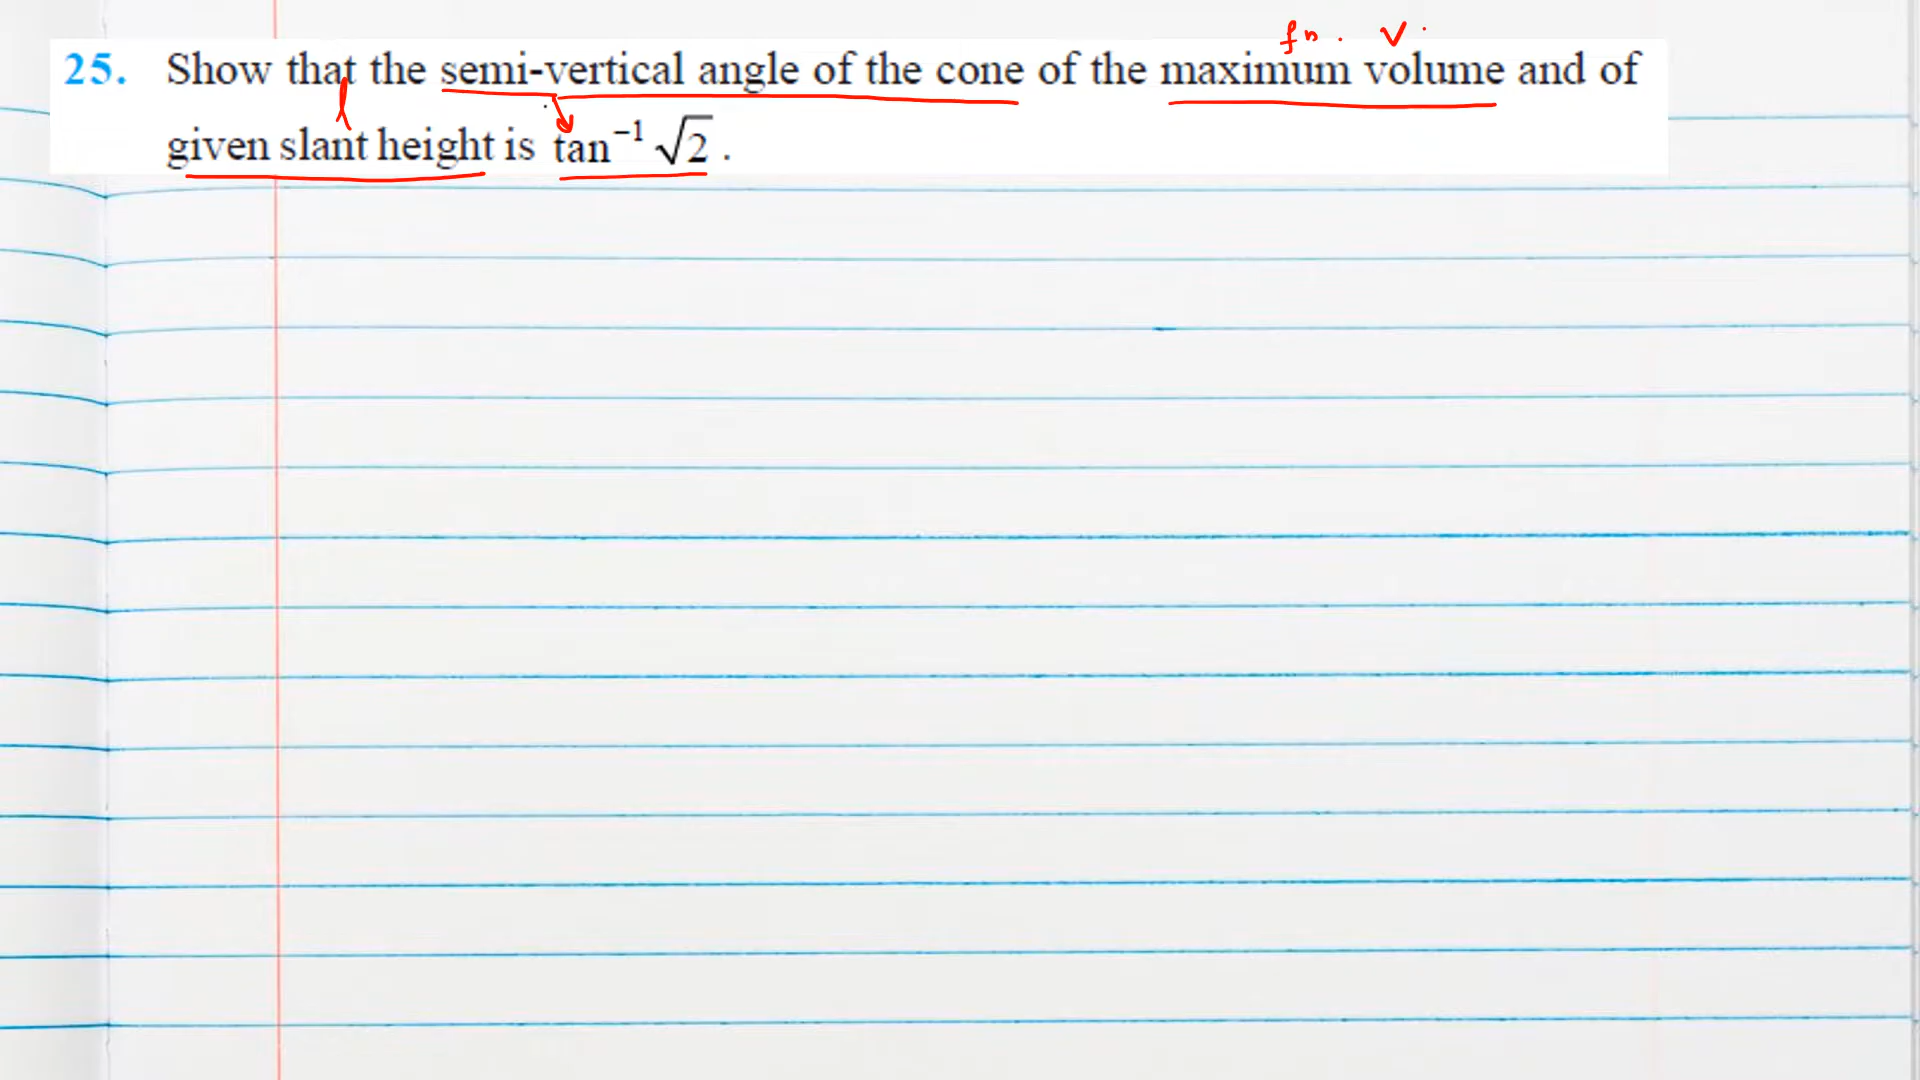 fn. V.
25. Show that the semi-vertical angle of the cone of the maximum volume and of
l
given slant height is tan⁻¹ √2 .